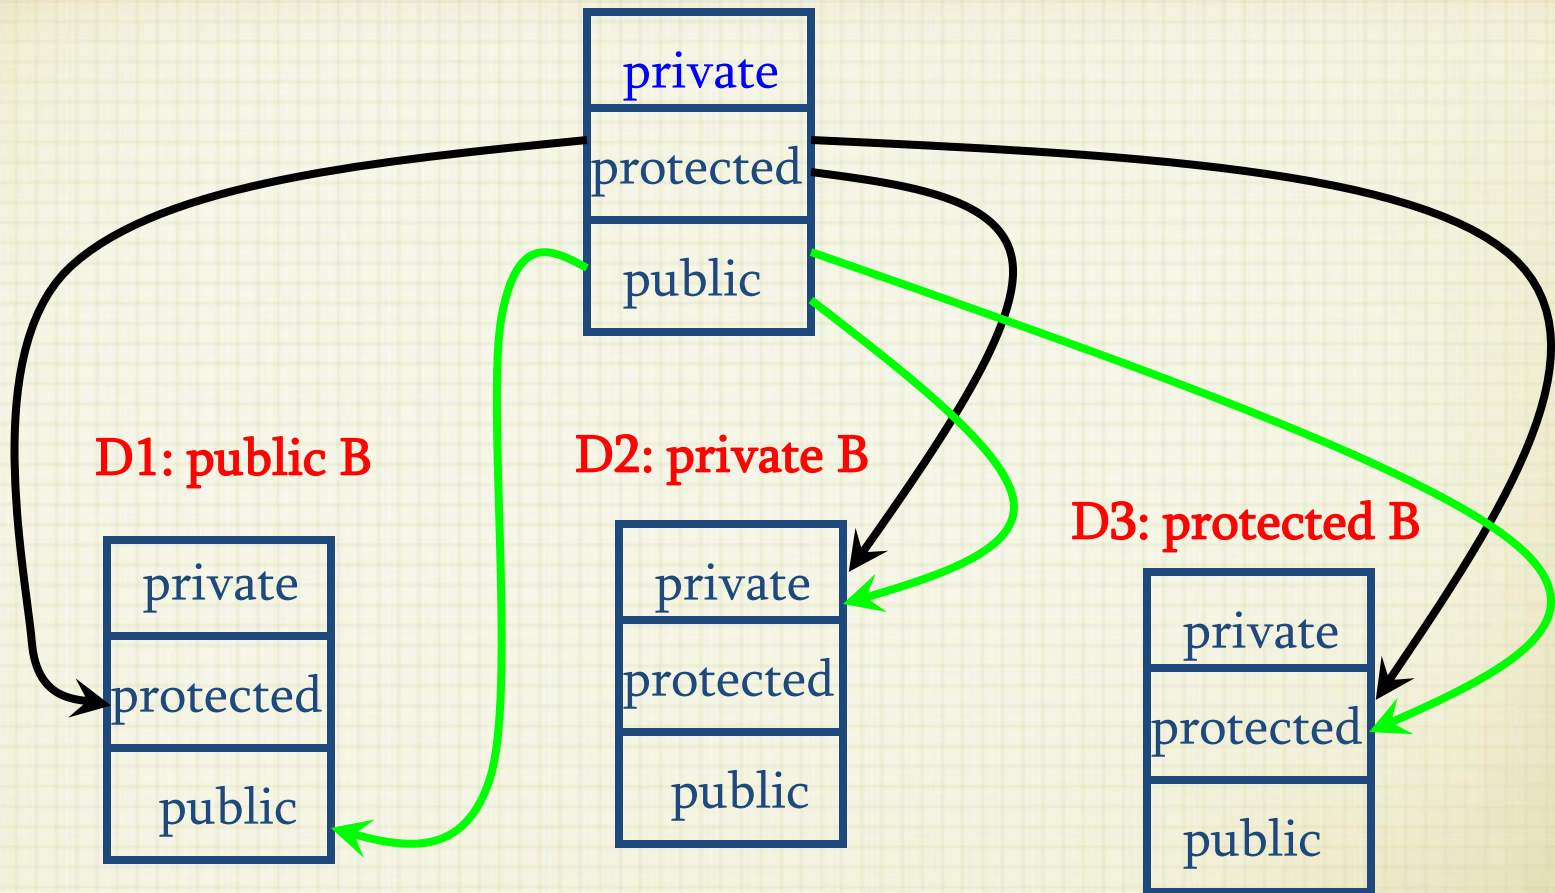 private
protected
public
D1: public B
private
protected
public
D2: private B
private
protected
public
D3: protected B
private
protected
public